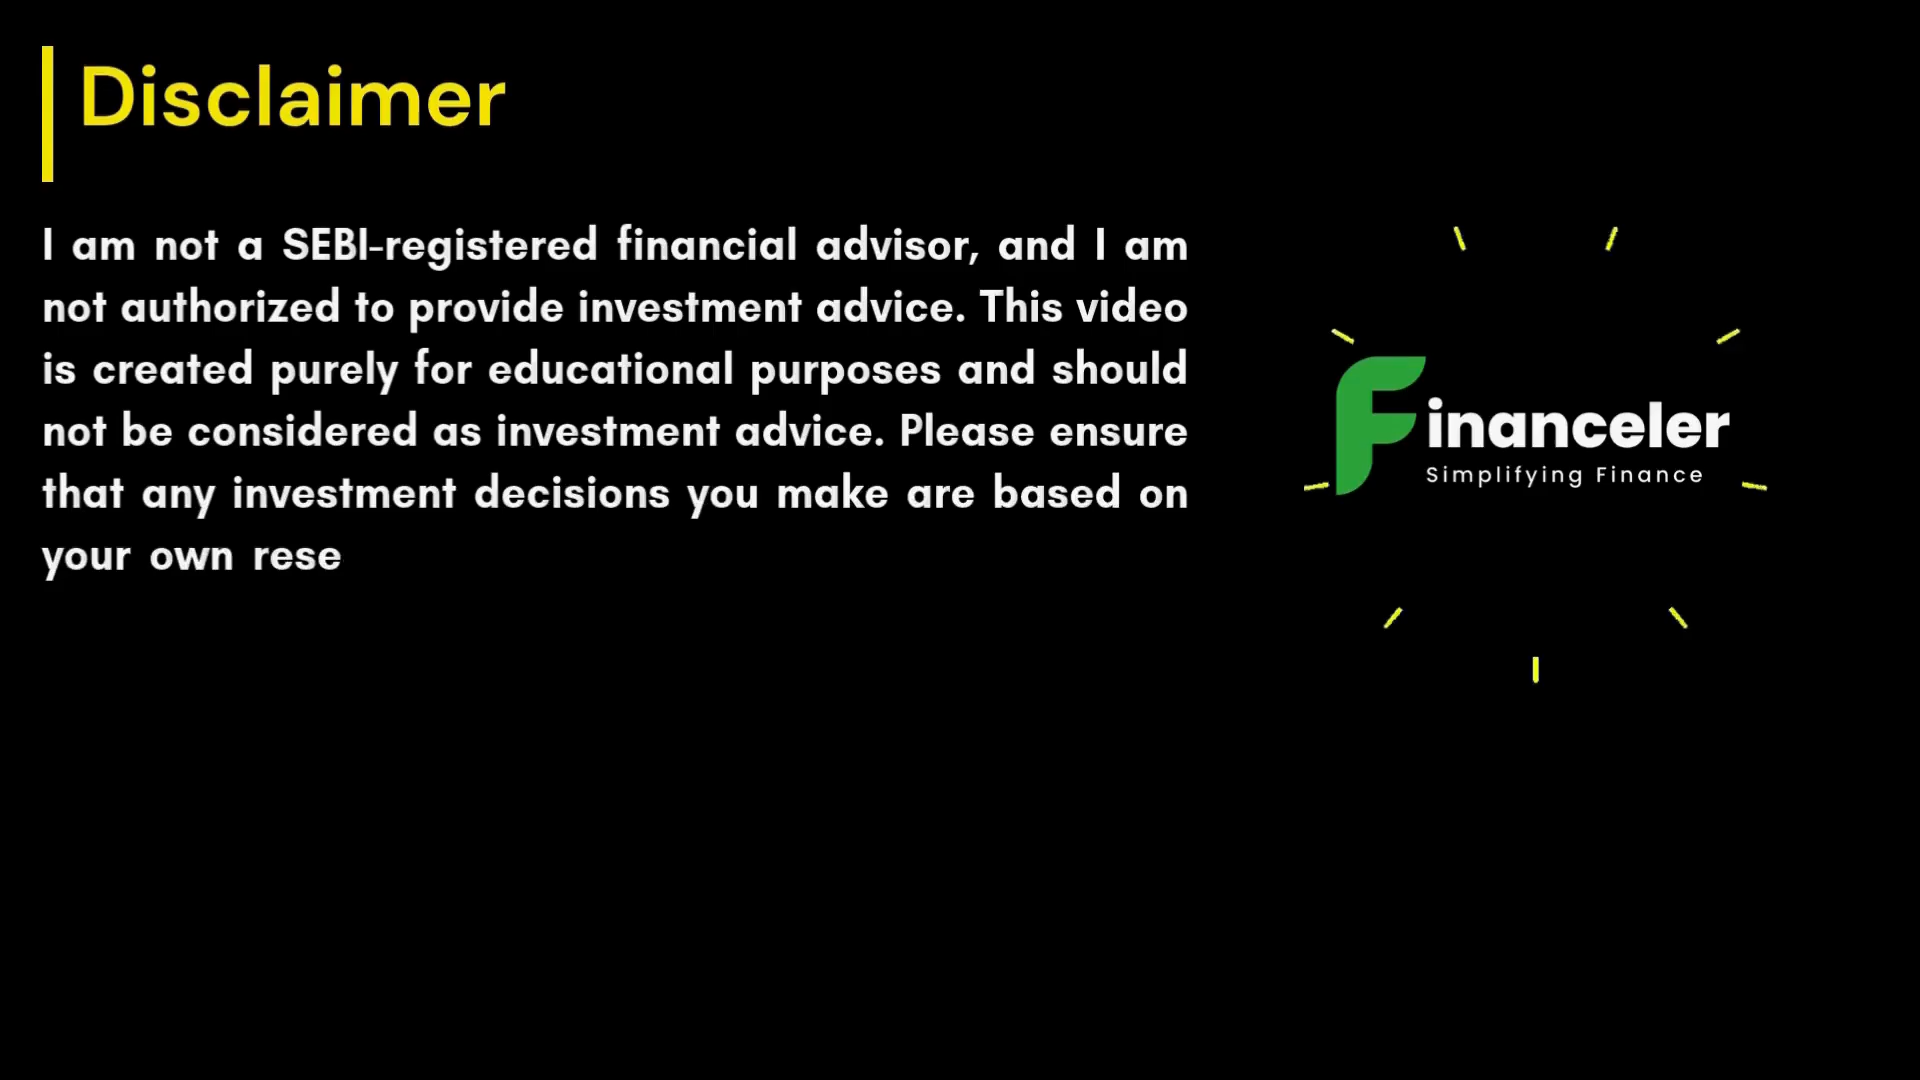 Disclaimer
I am not a SEBI-registered financial advisor, and I am
not authorized to provide investment advice. This video
is created purely for educational purposes and should
not be considered as investment advice. Please ensure
that any investment decisions you make are based on
your own rese
Financeler
Simplifying Finance